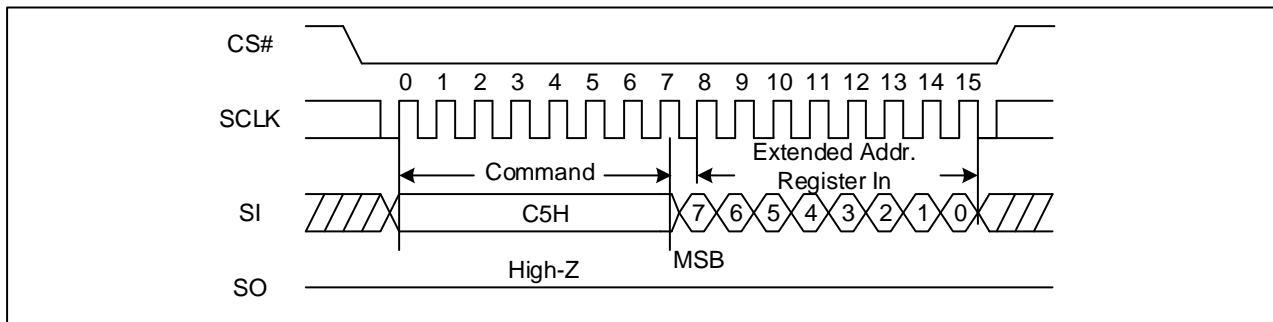 CS#
0 1 2 3 4 5 6 7 8 9 10 11 12 13 14 15
SCLK
Command
Extended Addr.
Register In
SI
C5H
7 6 5 4 3 2 1 0
MSB
High-Z
SO